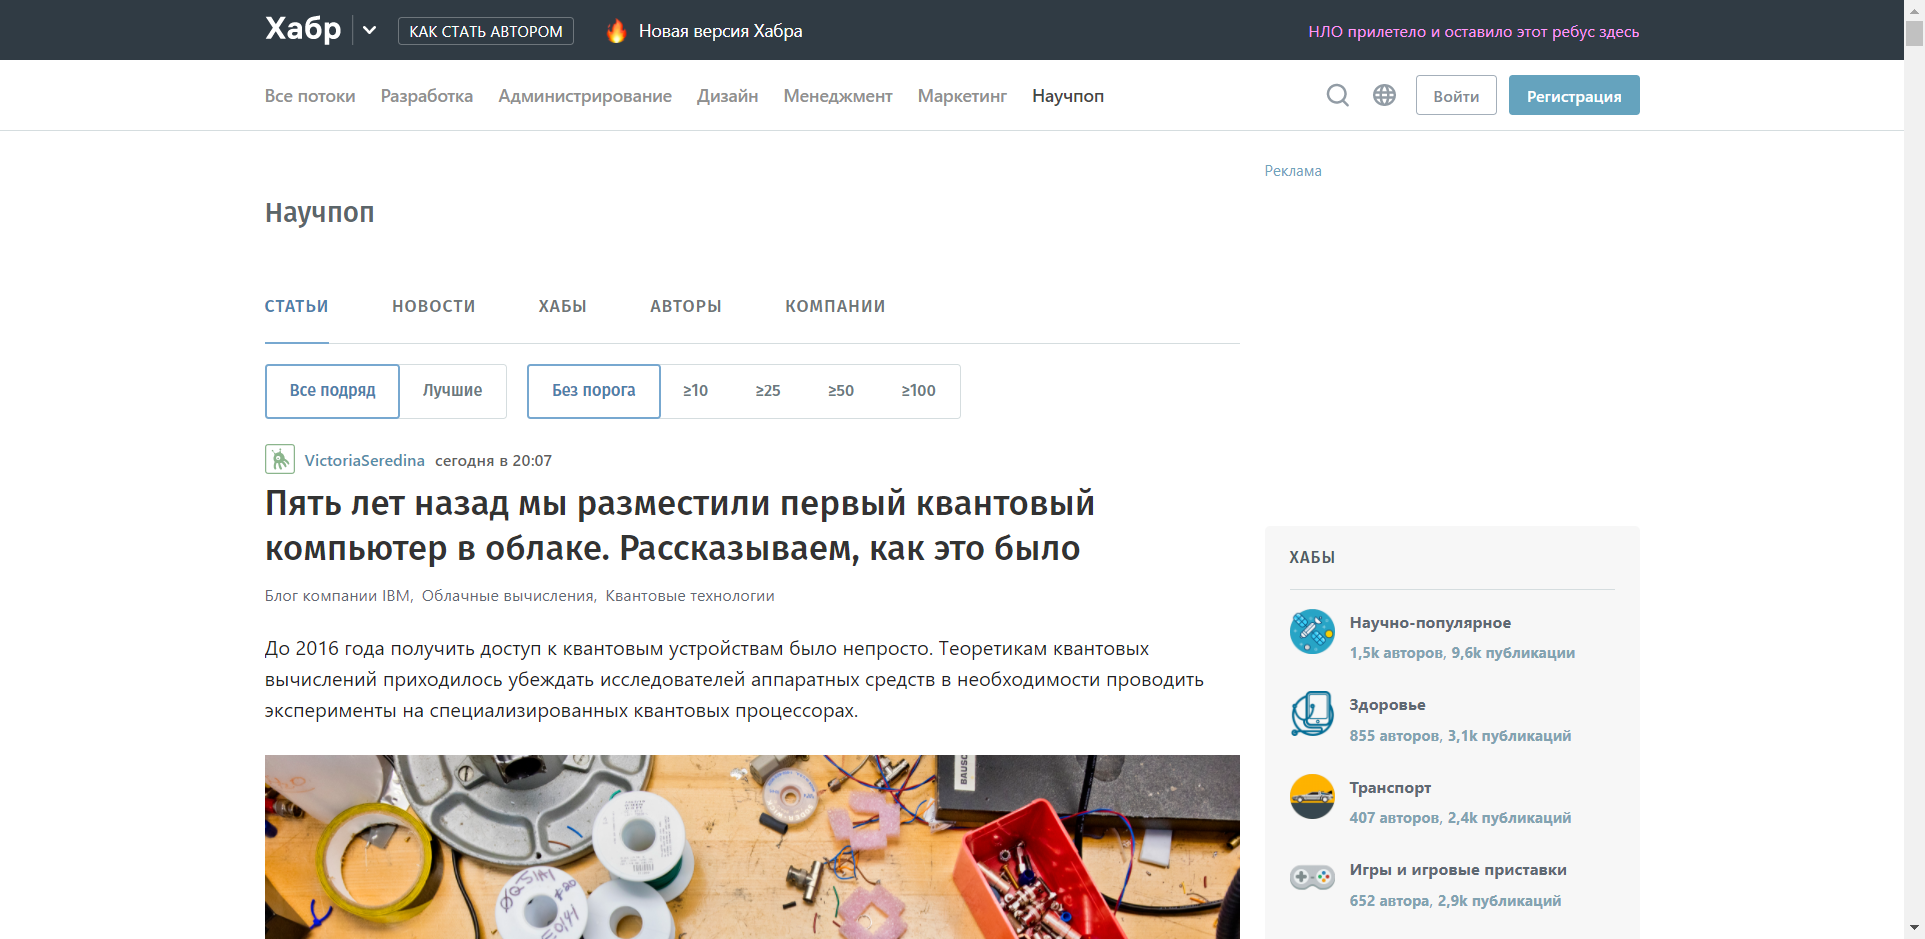 Хабр
КАК СТАТЬ АВТОРОМ
Новая версия Хабра
НЛО прилетело и оставило этот ребус здесь
Все потоки Разработка Администрирование Дизайн Менеджмент Маркетинг Научпоп
Войти
Регистрация
Реклама
Научпоп
СТАТЬИ НОВОСТИ ХАБЫ АВТОРЫ КОМПАНИИ
Все подряд Лучшие Без порога ≥10 ≥25 ≥50 ≥100
VictoriaSeredina сегодня в 20:07
Пять лет назад мы разместили первый квантовый
компьютер в облаке. Рассказываем, как это было
Блог компании IBM, Облачные вычисления, Квантовые технологии
До 2016 года получить доступ к квантовым устройствам было непросто. Теоретикам квантовых
вычислений приходилось убеждать исследователей аппаратных средств в необходимости проводить
эксперименты на специализированных квантовых процессорах.
BAUSC
ХАБЫ
Научно-популярное
1,5k авторов, 9,6k публикации
Здоровье
855 авторов, 3,1k публикаций
Транспорт
407 авторов, 2,4k публикаций
Игры и игровые приставки
652 автора, 2,9k публикаций